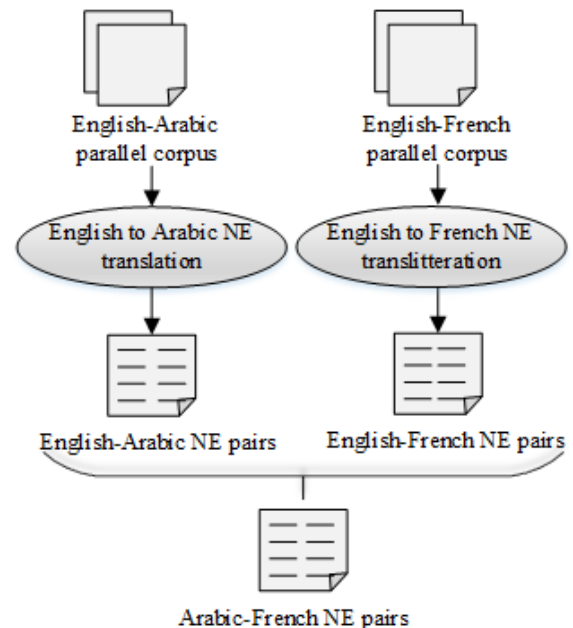 English-Arabic
parallel corpus
English-French
parallel corpus
English to Arabic NE
translation
English to French NE
translitteration
English-Arabic NE pairs
English-French NE pairs
Arabic-French NE pairs